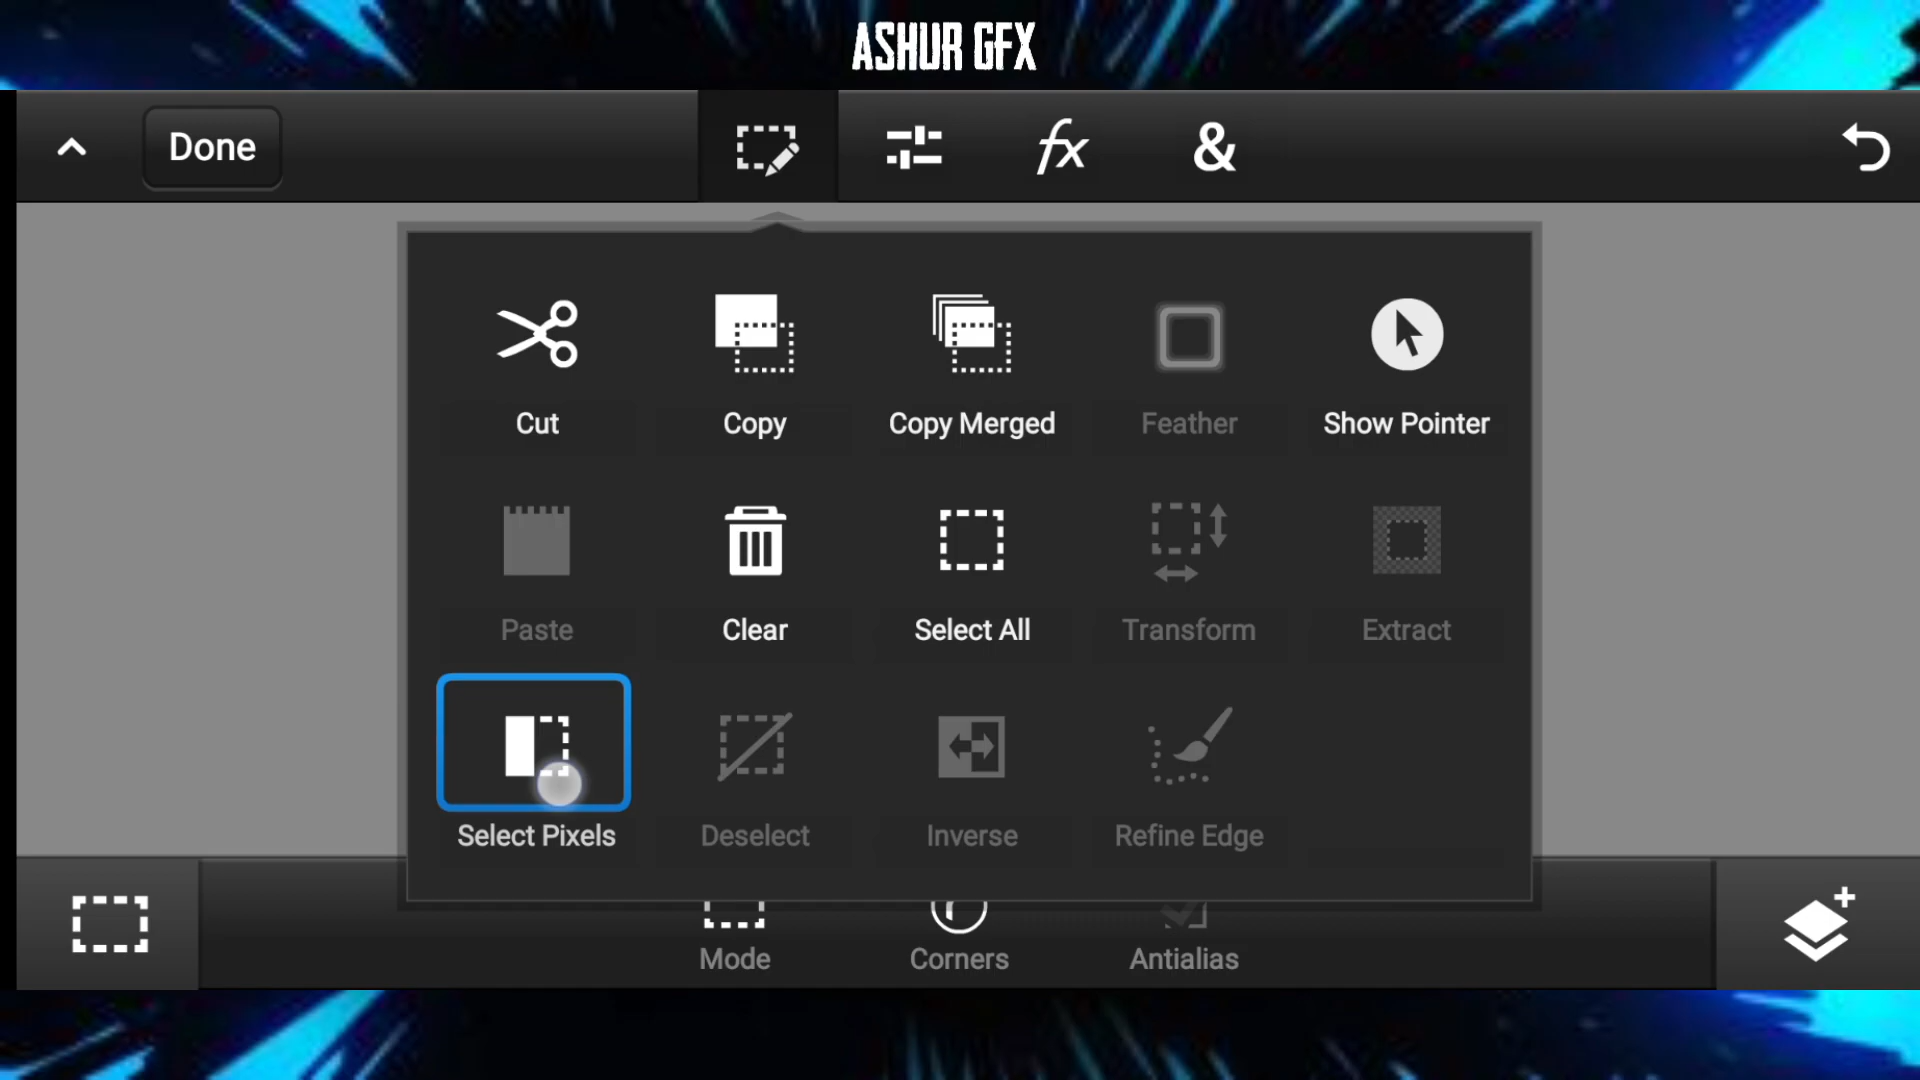 ASHUR GFX
Done
fx
&
Cut
Copy
Copy Merged
Feather
Show Pointer
Paste
Clear
Select All
Transform
Extract
Select Pixels
Deselect
Inverse
Refine Edge
Mode
Corners
Antialias